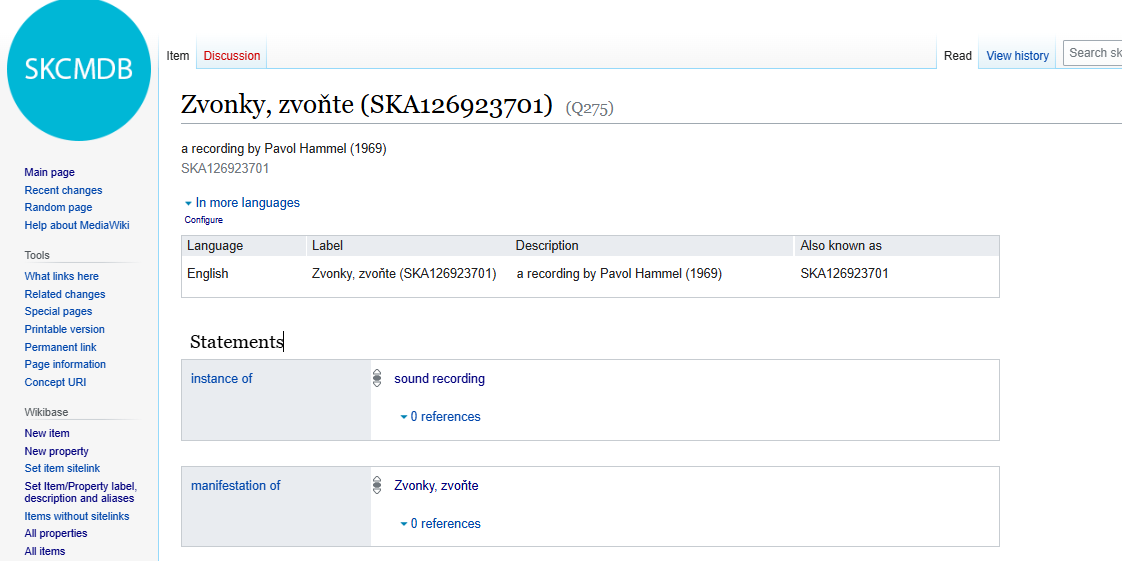 SKCMDB
Main page
Recent changes
Random page
Help about MediaWiki
Tools
What links here
Related changes
Special pages
Printable version
Permanent link
Page information
Concept URI
Wikibase
New item
New property
Set item sitelink
Set Item/Property label,
description and aliases
Items without sitelinks
All properties
All items
Item Discussion Read View history Search sk
Zvonky, zvoňte (SKA126923701) (Q275)
a recording by Pavol Hammel (1969)
SKA126923701
In more languages
Configure
Language Label Description Also known as
English Zvonky, zvoňte (SKA126923701) a recording by Pavol Hammel (1969) SKA126923701
Statements
instance of sound recording
0 references
manifestation of Zvonky, zvoňte
0 references